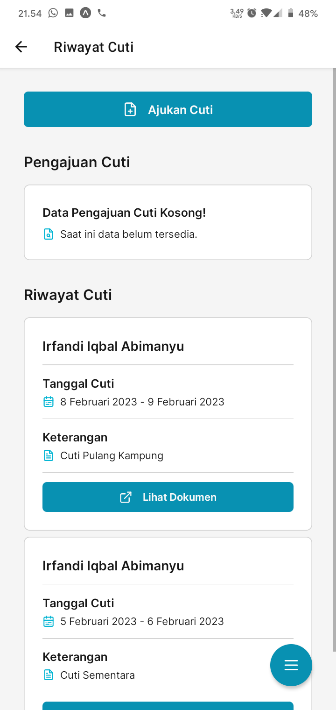 21.54
3,49 KB/s
48%
Riwayat Cuti
Ajukan Cuti
Pengajuan Cuti
Data Pengajuan Cuti Kosong!
Saat ini data belum tersedia.
Riwayat Cuti
Irfandi Iqbal Abimanyu
Tanggal Cuti
8 Februari 2023 - 9 Februari 2023
Keterangan
Cuti Pulang Kampung
Lihat Dokumen
Irfandi Iqbal Abimanyu
Tanggal Cuti
5 Februari 2023 - 6 Februari 2023
Keterangan
Cuti Sementara